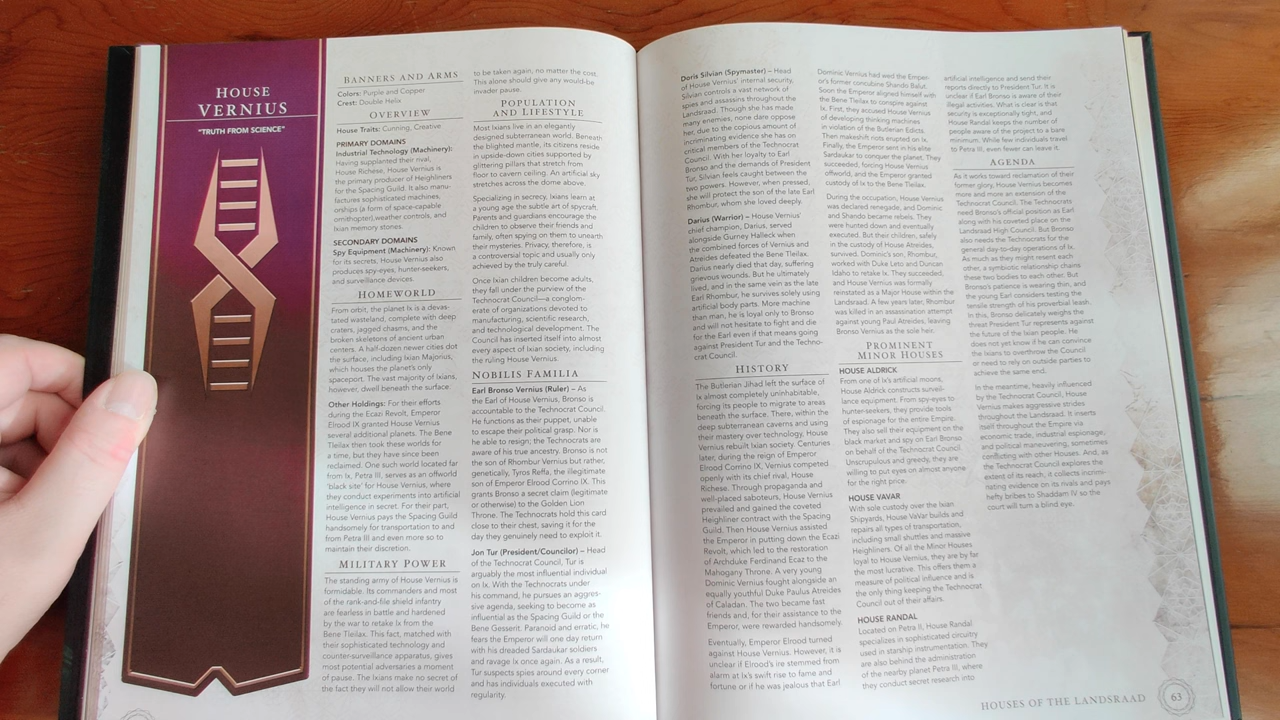 HOUSE
VERNIUS
"TRUTH FROM SCIENCE"
BANNERS AND ARMS
Colors: Purple and Copper
Crest: Double Helix
OVERVIEW
House Traits: Cunning, Creative
PRIMARY DOMAINS
Industrial Technology (Machinery):
Having supplanted their rival,
House Richese, House Vernius is
the primary producer of Heighliners
for the Spacing Guild. It also manu-
factures sophisticated machines,
ornships (a form of space-capable
ornithopter),weather controls, and
Ixian memory stones.
SECONDARY DOMAINS
Spy Equipment (Machinery): Known
for its secrets, House Vernius also
produces spy-eyes, hunter-seekers,
and surveillance devices.
HOMEWORLD
From orbit, the planet Ix is a devas-
tated wasteland, complete with deep
craters, jagged chasms, and the
broken skeletons of ancient urban
centers. A half-dozen newer cities dot
the surface, including Ixian Majorius,
which houses the planet's only
spaceport. The vast majority of Ixians,
however, dwell beneath the surface.
Other Holdings: For their efforts
during the Ecazi Revolt, Emperor
Elrood IX granted House Vernius
several additional planets. The Bene
Tleilax then took these worlds for
a time, but they have since been
reclaimed. One such world located far
from Ix, Petra III, serves as an offworld
'black site' for House Vernius, where
they conduct experiments into artificial
intelligence in secret. For their part,
House Vernius pays the Spacing Guild
handsomely for transportation to and
from Petra III and even more so to
maintain their discretion.
MILITARY POWER
The standing army of House Vernius is
formidable. Its commanders and most
of the rank-and-file shield infantry
are fearless in battle and hardened
by the war to retake Ix from the
Bene Tleilax. This fact, matched with
their sophisticated technology and
counter-surveillance apparatus, gives
most potential adversaries a moment
of pause. The Ixians make no secret of
the fact they will not allow their world
to be taken again, no matter the cost.
This alone should give any would-be
invader pause.
POPULATION
AND LIFESTYLE
Most Ixians live in an elegantly
designed subterranean world. Beneath
the blighted mantle, its citizens reside
in upside-down cities supported by
glittering pillars that stretch from
floor to cavern ceiling. An artificial sky
stretches across the dome above.
Specializing in secrecy, Ixians learn at
a young age the subtle art of spycraft.
Parents and guardians encourage the
children to observe their friends and
family, often spying on them to unearth
their mysteries. Privacy, therefore, is
a controversial topic and usually only
achieved by the truly careful.
Once Ixian children become adults,
they fall under the purview of the
Technocrat Council—a conglom-
erate of organizations devoted to
manufacturing, scientific research,
and technological development. The
Council has inserted itself into almost
every aspect of Ixian society, including
the ruling House Vernius.
NOBILIS FAMILIA
Earl Bronso Vernius (Ruler) – As
the Earl of House Vernius, Bronso is
accountable to the Technocrat Council.
He functions as their puppet, unable
to escape their political grasp. Nor is
he able to resign; the Technocrats are
aware of his true ancestry. Bronso is not
the son of Rhombur Vernius but rather,
genetically, Tyros Reffa, the illegitimate
son of Emperor Elrood Corrino IX. This
grants Bronso a secret claim (legitimate
or otherwise) to the Golden Lion
Throne. The Technocrats hold this card
close to their chest, saving it for the
day they genuinely need to exploit it.
Jon Tur (President/Councilor) – Head
of the Technocrat Council, Tur is
arguably the most influential individual
on Ix. With the Technocrats under
his command, he pursues an aggres-
sive agenda, seeking to become as
influential as the Spacing Guild or the
Bene Gesserit. Paranoid and erratic, he
fears the Emperor will one day return
with his dreaded Sardaukar soldiers
and ravage Ix once again. As a result,
Tur suspects spies around every corner
and has individuals executed with
regularity.
Doris Silvian (Spymaster) – Head
of House Vernius' internal security,
Silvian controls a vast network of
spies and assassins throughout the
Landsraad. Though she has made
many enemies, none dare oppose
her, due to the copious amount of
incriminating evidence she has on
critical members of the Technocrat
Council. With her loyalty to Earl
Bronso and the demands of President
Tur, Silvian feels caught between the
two powers. However, when pressed,
she will protect the son of the late Earl
Rhombur, whom she loved deeply.
Darius (Warrior) – House Vernius'
chief champion, Darius, served
alongside Gurney Halleck when
the combined forces of Vernius and
Atreides defeated the Bene Tleilax.
Darius nearly died that day, suffering
grievous wounds. But he ultimately
lived, and in the same vein as the late
Earl Rhombur, he survives solely using
artificial body parts. More machine
than man, he is loyal only to Bronso
and will not hesitate to fight and die
for the Earl even if that means going
against President Tur and the Techno-
crat Council.
HISTORY
The Butlerian Jihad left the surface of
Ix almost completely uninhabitable,
forcing its people to migrate to areas
beneath the surface. There, within the
deep subterranean caverns and using
their mastery over technology, House
Vernius rebuilt Ixian society. Centuries
later, during the reign of Emperor
Elrood Corrino IX, Vernius competed
openly with its chief rival, House
Richese. Through propaganda and
well-placed saboteurs, House Vernius
prevailed and gained the coveted
Heighliner contract with the Spacing
Guild. Then House Vernius assisted
the Emperor in putting down the Ecazi
Revolt, which led to the restoration
of Archduke Ferdinand Ecaz to the
Mahogany Throne. A very young
Dominic Vernius fought alongside an
equally youthful Duke Paulus Atreides
of Caladan. The two became fast
friends and, for their assistance to the
Emperor, were rewarded handsomely.
Eventually, Emperor Elrood turned
against House Vernius. However, it is
unclear if Elrood's ire stemmed from
alarm at Ix's swift rise to fame and
fortune or if he was jealous that Earl
Dominic Vernius had wed the Emper-
or's former concubine Shando Balut.
Soon the Emperor aligned himself with
the Bene Tleilax to conspire against
Ix. First, they accused House Vernius
of developing thinking machines
in violation of the Butlerian Edicts.
Then makeshift riots erupted on Ix.
Finally, the Emperor sent in his elite
Sardaukar to conquer the planet. They
succeeded, forcing House Vernius
offworld, and the Emperor granted
custody of Ix to the Bene Tleilax.
During the occupation, House Vernius
was declared renegade, and Dominic
and Shando became rebels. They
were hunted down and eventually
executed. But their children, safely
in the custody of House Atreides,
survived. Dominic's son, Rhombur,
worked with Duke Leto and Duncan
Idaho to retake Ix. They succeeded,
and House Vernius was formally
reinstated as a Major House within the
Landsraad. A few years later, Rhombur
was killed in an assassination attempt
against young Paul Atreides, leaving
Bronso Vernius as the sole heir.
PROMINENT
MINOR HOUSES
HOUSE ALDRICK
From one of Ix's artificial moons,
House Aldrick constructs surveil-
lance equipment. From spy-eyes to
hunter-seekers, they provide tools
of espionage for the entire Empire.
They also sell their equipment on the
black market and spy on Earl Bronso
on behalf of the Technocrat Council.
Unscrupulous and greedy, they are
willing to put eyes on almost anyone
for the right price.
HOUSE VAVAR
With sole custody over the Ixian
Shipyards, House VaVar builds and
repairs all types of transportation,
including small shuttles and massive
Heighliners. Of all the Minor Houses
loyal to House Vernius, they are by far
the most lucrative. This offers them a
measure of political influence and is
the only thing keeping the Technocrat
Council out of their affairs.
HOUSE RANDAL
Located on Petra II, House Randal
specializes in sophisticated circuitry
used in starship instrumentation. They
are also behind the administration
of the nearby planet Petra III, where
they conduct secret research into
artificial intelligence and send their
reports directly to President Tur. It is
unclear if Earl Bronso is aware of their
illegal activities. What is clear is that
security is exceptionally tight, and
House Randal keeps the number of
people aware of the project to a bare
minimum. While few individuals travel
to Petra III, even fewer can leave it.
AGENDA
As it works toward reclamation of their
former glory, House Vernius becomes
more and more an extension of the
Technocrat Council. The Technocrats
need Bronso's official position as Earl
along with his coveted place on the
Landsraad High Council. But Bronso
also needs the Technocrats for the
general day-to-day operations of Ix.
As much as they might resent each
other, a symbiotic relationship chains
these two bodies to each other. But
Bronso's patience is wearing thin, and
the young Earl considers testing the
tensile strength of his proverbial leash.
In this, Bronso delicately weighs the
threat President Tur represents against
the future of the Ixian people. He
does not yet know if he can convince
the Ixians to overthrow the Council
or need to rely on outside parties to
achieve the same end.
In the meantime, heavily influenced
by the Technocrat Council, House
Vernius makes aggressive strides
throughout the Landsraad. It inserts
itself throughout the Empire via
economic trade, industrial espionage,
and political maneuvering, sometimes
conflicting with other Houses. And, as
the Technocrat Council explores the
extent of its reach, it collects incrimi-
nating evidence on its rivals and pays
hefty bribes to Shaddam IV so the
court will turn a blind eye.
HOUSES OF THE LANDSRAAD
63